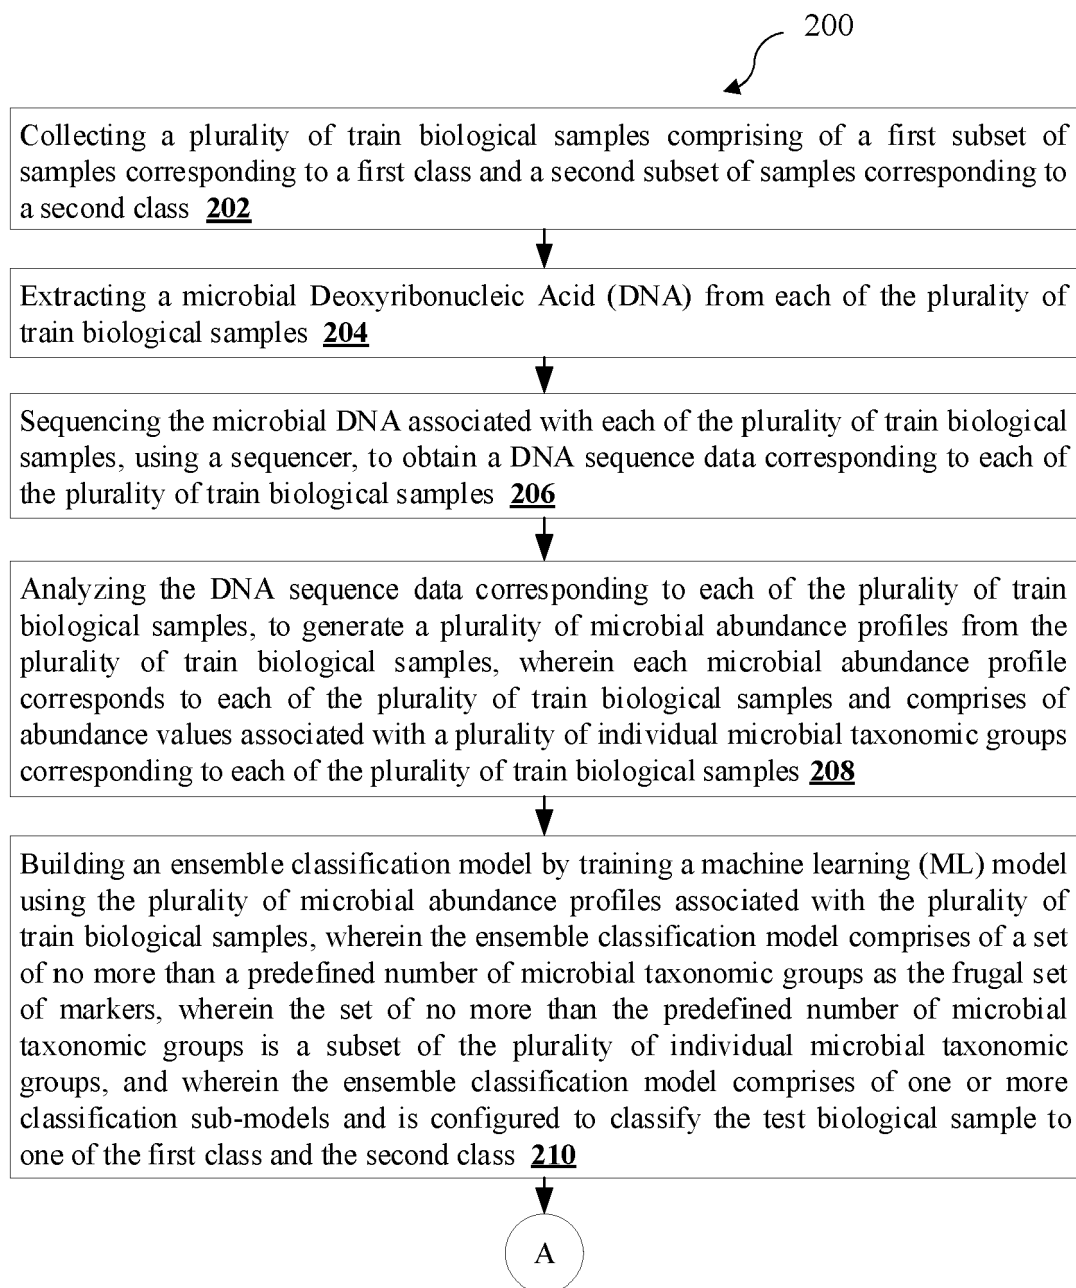 200
Collecting a plurality of train biological samples comprising of a first subset of
samples corresponding to a first class and a second subset of samples corresponding to
a second class 202
Extracting a microbial Deoxyribonucleic Acid (DNA) from each of the plurality of
train biological samples 204
Sequencing the microbial DNA associated with each of the plurality of train biological
samples, using a sequencer, to obtain a DNA sequence data corresponding to each of
the plurality of train biological samples 206
Analyzing the DNA sequence data corresponding to each of the plurality of train
biological samples, to generate a plurality of microbial abundance profiles from the
plurality of train biological samples, wherein each microbial abundance profile
corresponds to each of the plurality of train biological samples and comprises of
abundance values associated with a plurality of individual microbial taxonomic groups
corresponding to each of the plurality of train biological samples 208
Building an ensemble classification model by training a machine learning (ML) model
using the plurality of microbial abundance profiles associated with the plurality of
train biological samples, wherein the ensemble classification model comprises of a set
of no more than a predefined number of microbial taxonomic groups as the frugal set
of markers, wherein the set of no more than the predefined number of microbial
taxonomic groups is a subset of the plurality of individual microbial taxonomic
groups, and wherein the ensemble classification model comprises of one or more
classification sub-models and is configured to classify the test biological sample to
one of the first class and the second class 210
A